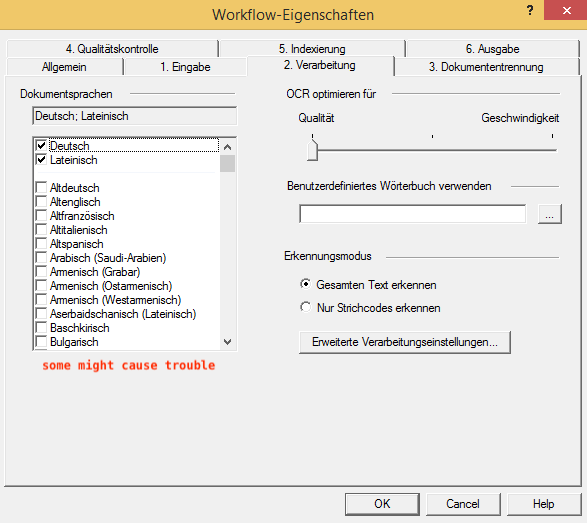 Workflow-Eigenschaften
?
4. Qualitätskontrolle
5. Indexierung
6. Ausgabe
Allgemein
1. Eingabe
2. Verarbeitung
3. Dokumententrennung
Dokumentsprachen
Deutsch; Lateinisch
Deutsch
Lateinisch
Altdeutsch
Altenglisch
Altfranzösisch
Altitalienisch
Altspanisch
Arabisch (Saudi-Arabien)
Armenisch (Grabar)
Armenisch (Ostarmenisch)
Armenisch (Westarmenisch)
Aserbaidschanisch (Lateinisch)
Baschkirisch
Bulgarisch
some might cause trouble
OCR optimieren für
Qualität
Geschwindigkeit
Benutzerdefiniertes Wörterbuch verwenden
...
Erkennungsmodus
Gesamten Text erkennen
Nur Strichcodes erkennen
Erweiterte Verarbeitungseinstellungen...
OK
Cancel
Help